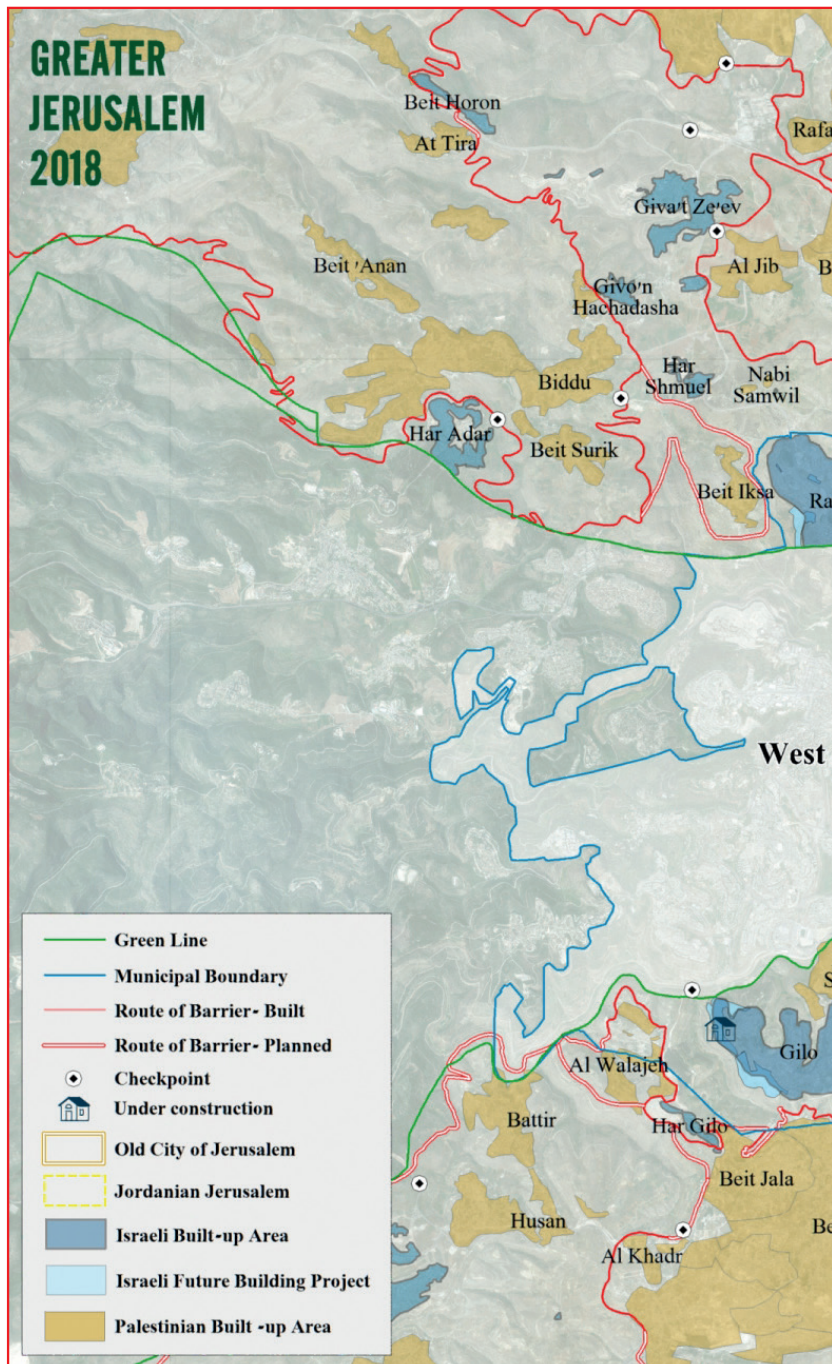 GREATER
JERUSALEM
2018
Beit Horon
At Tira
Rafa
Giva't Ze'ev
Beit 'Anan
Al Jib
B
Givo'n
Hachadasha
Har
Shmuel
Nabi
Samwil
Biddu
Har Adar
Beit Surik
Beit Iksa
Ra
West
S
Gilo
Al Walajeh
Battir
Har Gilo
Beit Jala
Husan
Be
Al Khadr
Green Line
Municipal Boundary
Route of Barrier- Built
Route of Barrier- Planned
Checkpoint
Under construction
Old City of Jerusalem
Jordanian Jerusalem
Israeli Built-up Area
Israeli Future Building Project
Palestinian Built -up Area